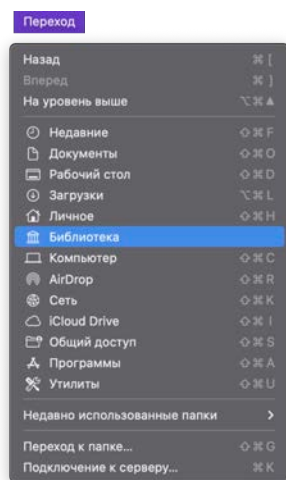 Переход
Назад ⌘ [
Вперед ⌘ ]
На уровень выше ⌥⌘▲
Недавние ⇧⌘F
Документы ⇧⌘O
Рабочий стол ⇧⌘D
Загрузки ⌥⌘L
Личное ⇧⌘H
Библиотека
Компьютер ⇧⌘C
AirDrop ⇧⌘R
Сеть ⇧⌘K
iCloud Drive ⇧⌘I
Общий доступ ⇧⌘S
Программы ⇧⌘A
Утилиты ⇧⌘U
Недавно использованные папки >
Переход к папке... ⇧⌘G
Подключение к серверу... ⌘K